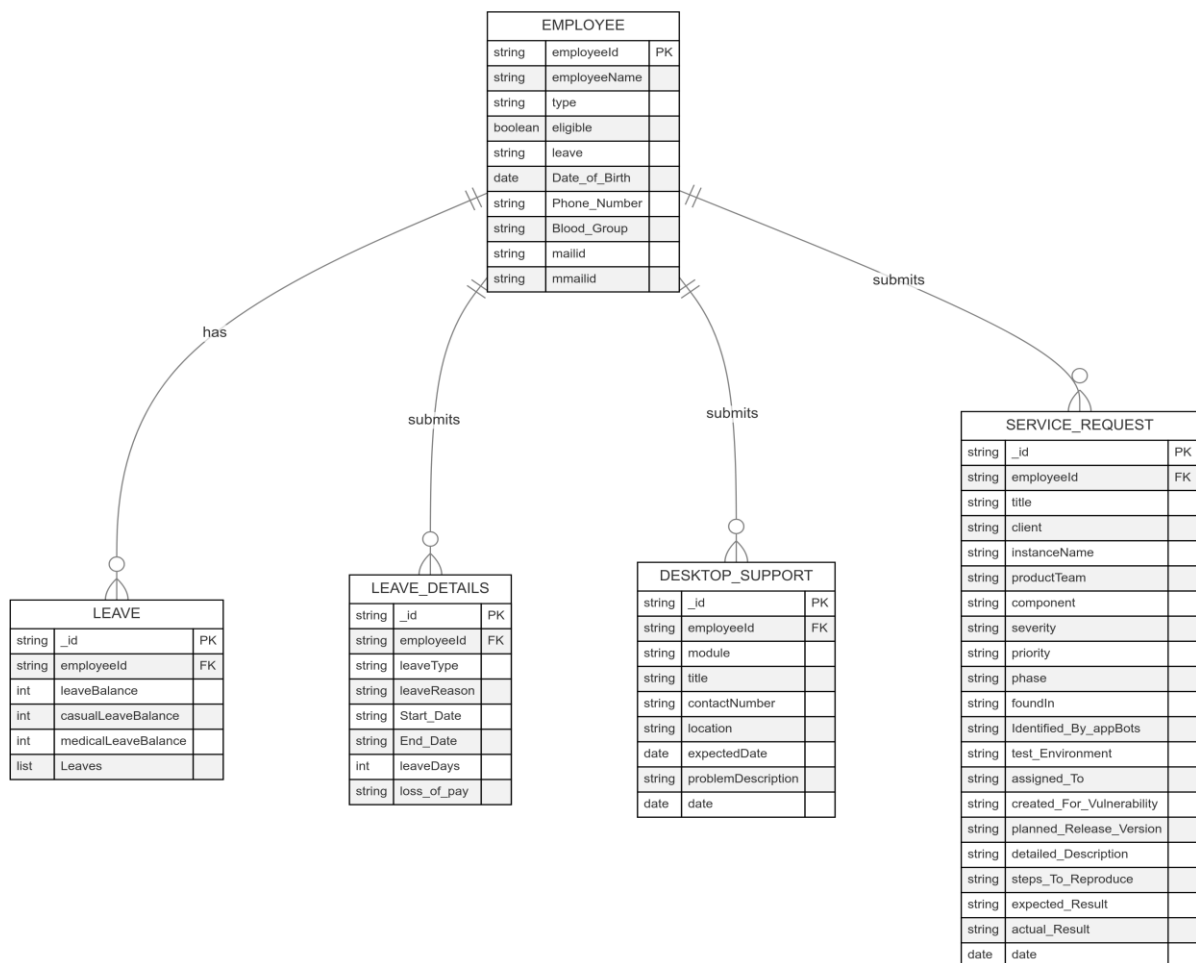 EMPLOYEE
string employeeId PK
string employeeName
string type
boolean eligible
string leave
date Date_of_Birth
string Phone_Number
string Blood_Group
string mailid
string mmailid
has
submits
submits
submits
LEAVE
string _id PK
string employeeId FK
int leaveBalance
int casualLeaveBalance
int medicalLeaveBalance
list Leaves
LEAVE_DETAILS
string _id PK
string employeeId FK
string leaveType
string leaveReason
string Start_Date
string End_Date
int leaveDays
string loss_of_pay
DESKTOP_SUPPORT
string _id PK
string employeeId FK
string module
string title
string contactNumber
string location
date expectedDate
string problemDescription
date date
SERVICE_REQUEST
string _id PK
string employeeId FK
string title
string client
string instanceName
string productTeam
string component
string severity
string priority
string phase
string foundIn
string Identified_By_appBots
string test_Environment
string assigned_To
string created_For_Vulnerability
string planned_Release_Version
string detailed_Description
string steps_To_Reproduce
string expected_Result
string actual_Result
date date